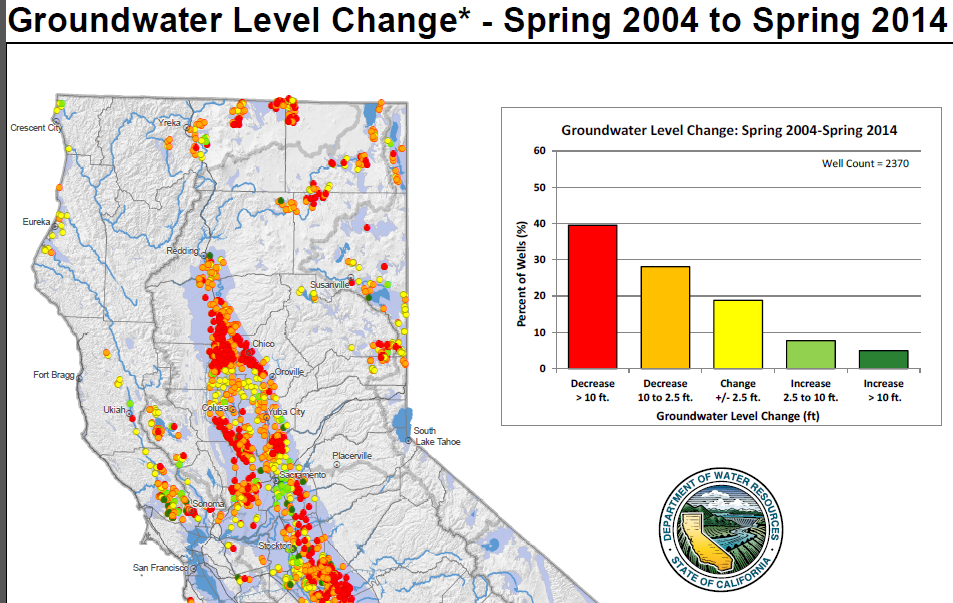 Groundwater Level Change* - Spring 2004 to Spring 2014
Crescent City
Yreka
Eureka
Redding
Susanville
Chico
Fort Bragg
Oroville
Ukiah
Colusa
Yuba City
South
Lake Tahoe
Placerville
Sacramento
Sonoma
Stockton
San Francisco
Groundwater Level Change: Spring 2004-Spring 2014
Well Count = 2370
Percent of Wells (%)
60
50
40
30
20
10
0
Decrease
> 10 ft.
Decrease
10 to 2.5 ft.
Change
+/- 2.5 ft.
Increase
2.5 to 10 ft.
Increase
> 10 ft.
Groundwater Level Change (ft)
DEPARTMENT OF WATER RESOURCES
STATE OF CALIFORNIA